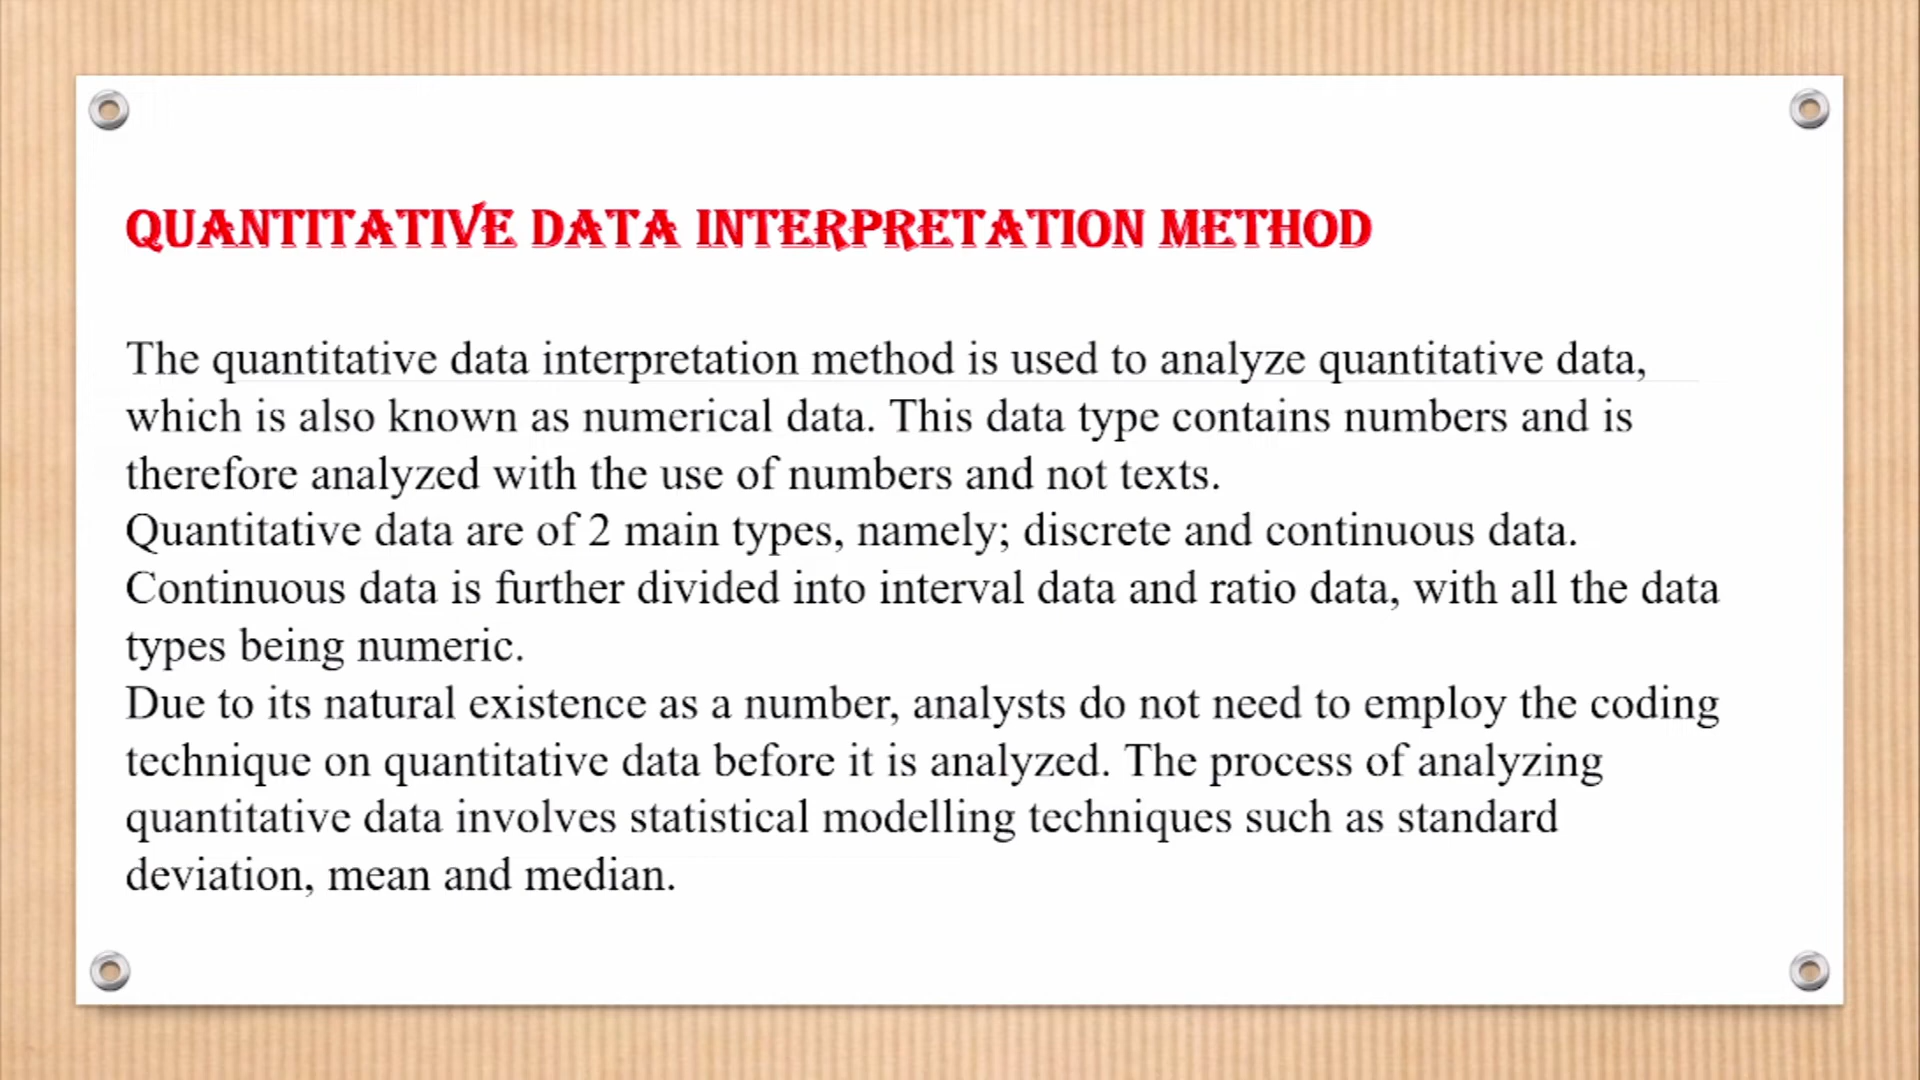 QUANTITATIVE DATA INTERPRETATION METHOD
The quantitative data interpretation method is used to analyze quantitative data,
which is also known as numerical data. This data type contains numbers and is
therefore analyzed with the use of numbers and not texts.
Quantitative data are of 2 main types, namely; discrete and continuous data.
Continuous data is further divided into interval data and ratio data, with all the data
types being numeric.
Due to its natural existence as a number, analysts do not need to employ the coding
technique on quantitative data before it is analyzed. The process of analyzing
quantitative data involves statistical modelling techniques such as standard
deviation, mean and median.